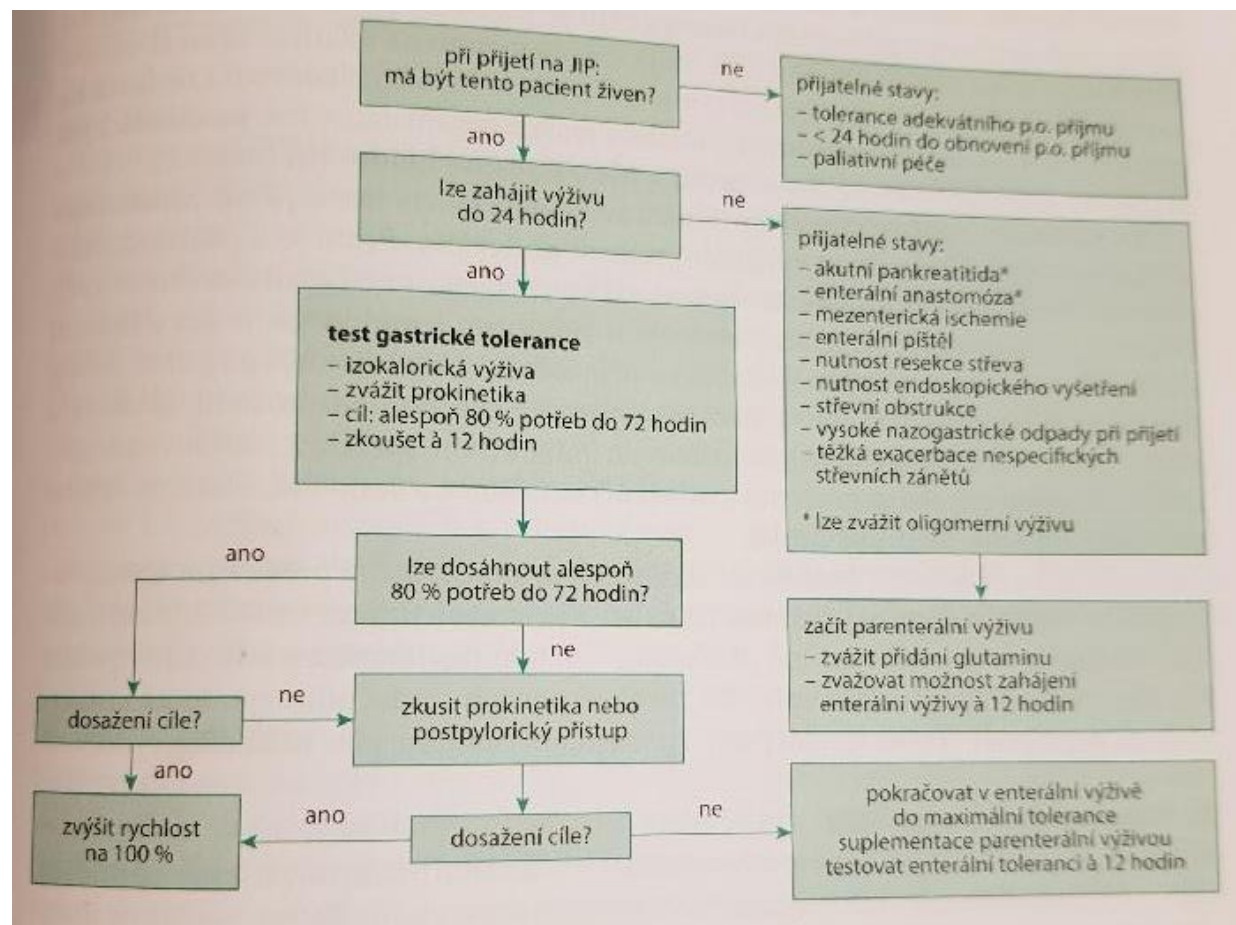 při přijetí na JIP:
má být tento pacient živen?
ne
přijatelné stavy:
– tolerance adekvátního p.o. příjmu
– < 24 hodin do obnovení p.o. příjmu
– paliativní péče
ano
lze zahájit výživu
do 24 hodin?
ne
přijatelné stavy:
– akutní pankreatitida*
– enterální anastomóza*
– mezenterická ischemie
– enterální píštěl
– nutnost resekce střeva
– nutnost endoskopického vyšetření
– střevní obstrukce
– vysoké nazogastrické odpady při přijetí
– těžká exacerbace nespecifických
střevních zánětů
* lze zvážit oligomerní výživu
ano
test gastrické tolerance
– izokalorická výživa
– zvážit prokinetika
– cíl: alespoň 80 % potřeb do 72 hodin
– zkoušet à 12 hodin
ano
lze dosáhnout alespoň
80 % potřeb do 72 hodin?
začít parenterální výživu
– zvážit přidání glutaminu
– zvažovat možnost zahájení
enterální výživy à 12 hodin
ne
dosažení cíle?
ne
zkusit prokinetika nebo
postpylorický přístup
ano
zvýšit rychlost
na 100 %
ano
dosažení cíle?
ne
pokračovat v enterální výživě
do maximální tolerance
suplementace parenterální výživou
testovat enterální toleranci à 12 hodin